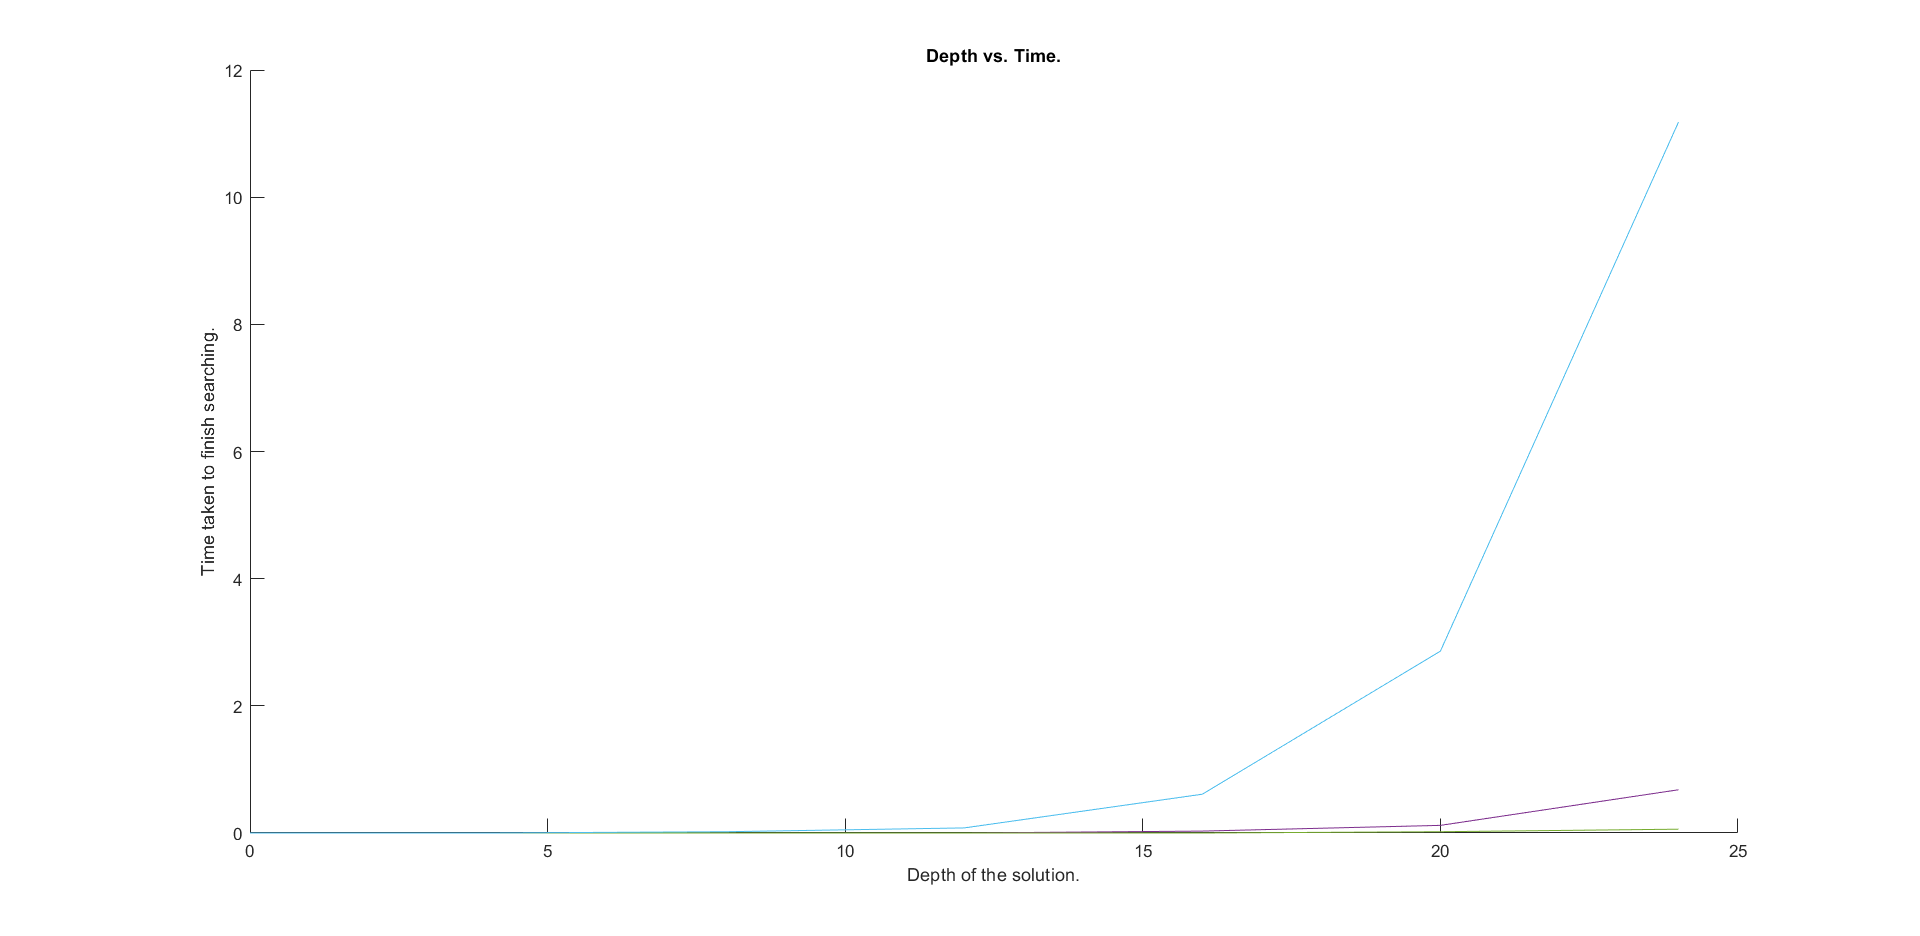 Depth vs. Time.
12
10
8
6
4
2
0
Time taken to finish searching.
0 5 10 15 20 25
Depth of the solution.